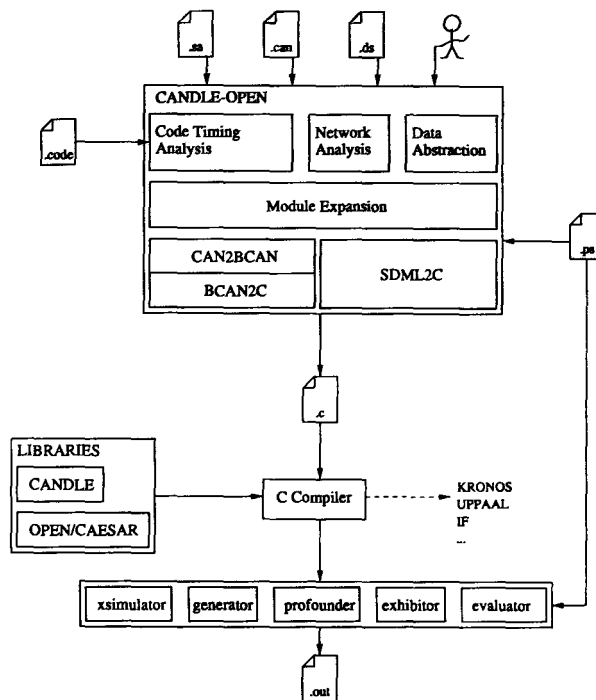 .sa
.can
.ds
CANDLE-OPEN
Code Timing
Analysis
Network
Analysis
Data
Abstraction
.code
Module Expansion
.ps
CAN2BCAN
BCAN2C
SDML2C
.c
LIBRARIES
CANDLE
OPEN/CAESAR
C Compiler
KRONOS
UPPAAL
IF
...
xsimulator
generator
profounder
exhibitor
evaluator
.out